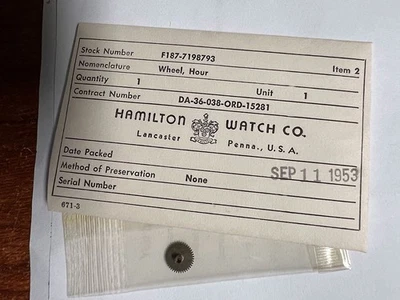 Stock Number F187-7198793 Item 2
Nomenclature Wheel, Hour
Quantity 1 Unit 1
Contract Number DA-36-038-ORD-15281
HAMILTON WATCH CO.
Lancaster Penna., U. S. A.
Date Packed SEP 11 1953
Method of Preservation None
Serial Number
671-3